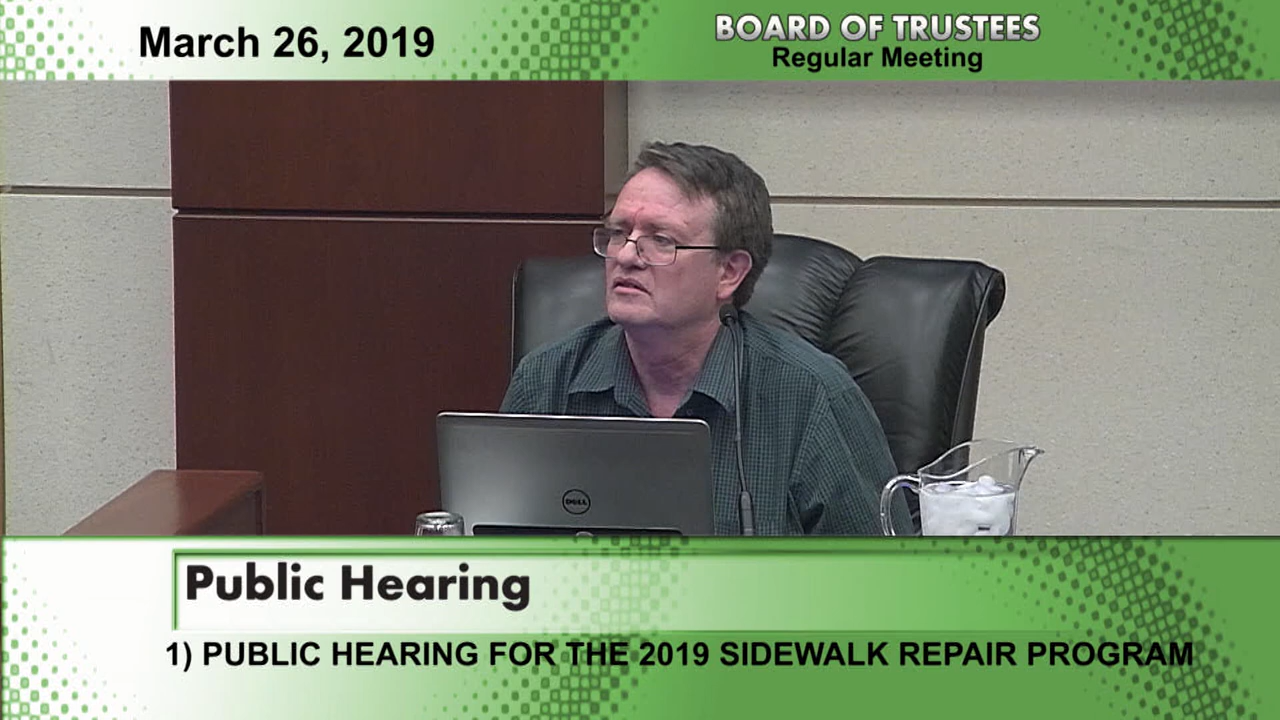 March 26, 2019
BOARD OF TRUSTEES
Regular Meeting
DELL
Public Hearing
1) PUBLIC HEARING FOR THE 2019 SIDEWALK REPAIR PROGRAM